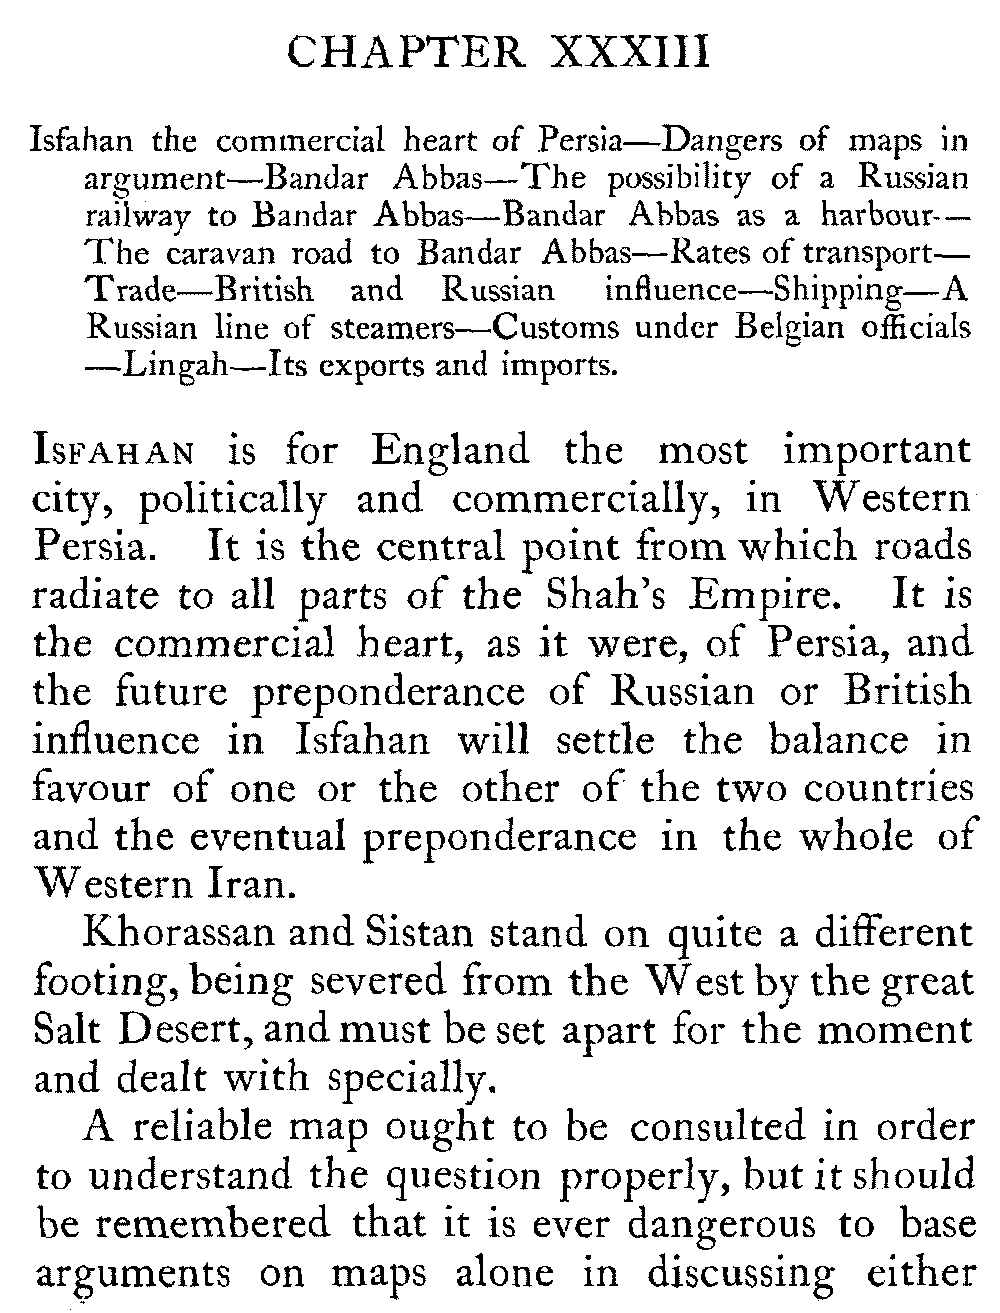 CHAPTER XXXIII
Isfahan the commercial heart of Persia—Dangers of maps in
argument—Bandar Abbas—The possibility of a Russian
railway to Bandar Abbas—Bandar Abbas as a harbour—
The caravan road to Bandar Abbas—Rates of transport—
Trade—British and Russian influence—Shipping—A
Russian line of steamers—Customs under Belgian officials
—Lingah—Its exports and imports.
ISFAHAN is for England the most important
city, politically and commercially, in Western
Persia. It is the central point from which roads
radiate to all parts of the Shah's Empire. It is
the commercial heart, as it were, of Persia, and
the future preponderance of Russian or British
influence in Isfahan will settle the balance in
favour of one or the other of the two countries
and the eventual preponderance in the whole of
Western Iran.
Khorassan and Sistan stand on quite a different
footing, being severed from the West by the great
Salt Desert, and must be set apart for the moment
and dealt with specially.
A reliable map ought to be consulted in order
to understand the question properly, but it should
be remembered that it is ever dangerous to base
arguments on maps alone in discussing either